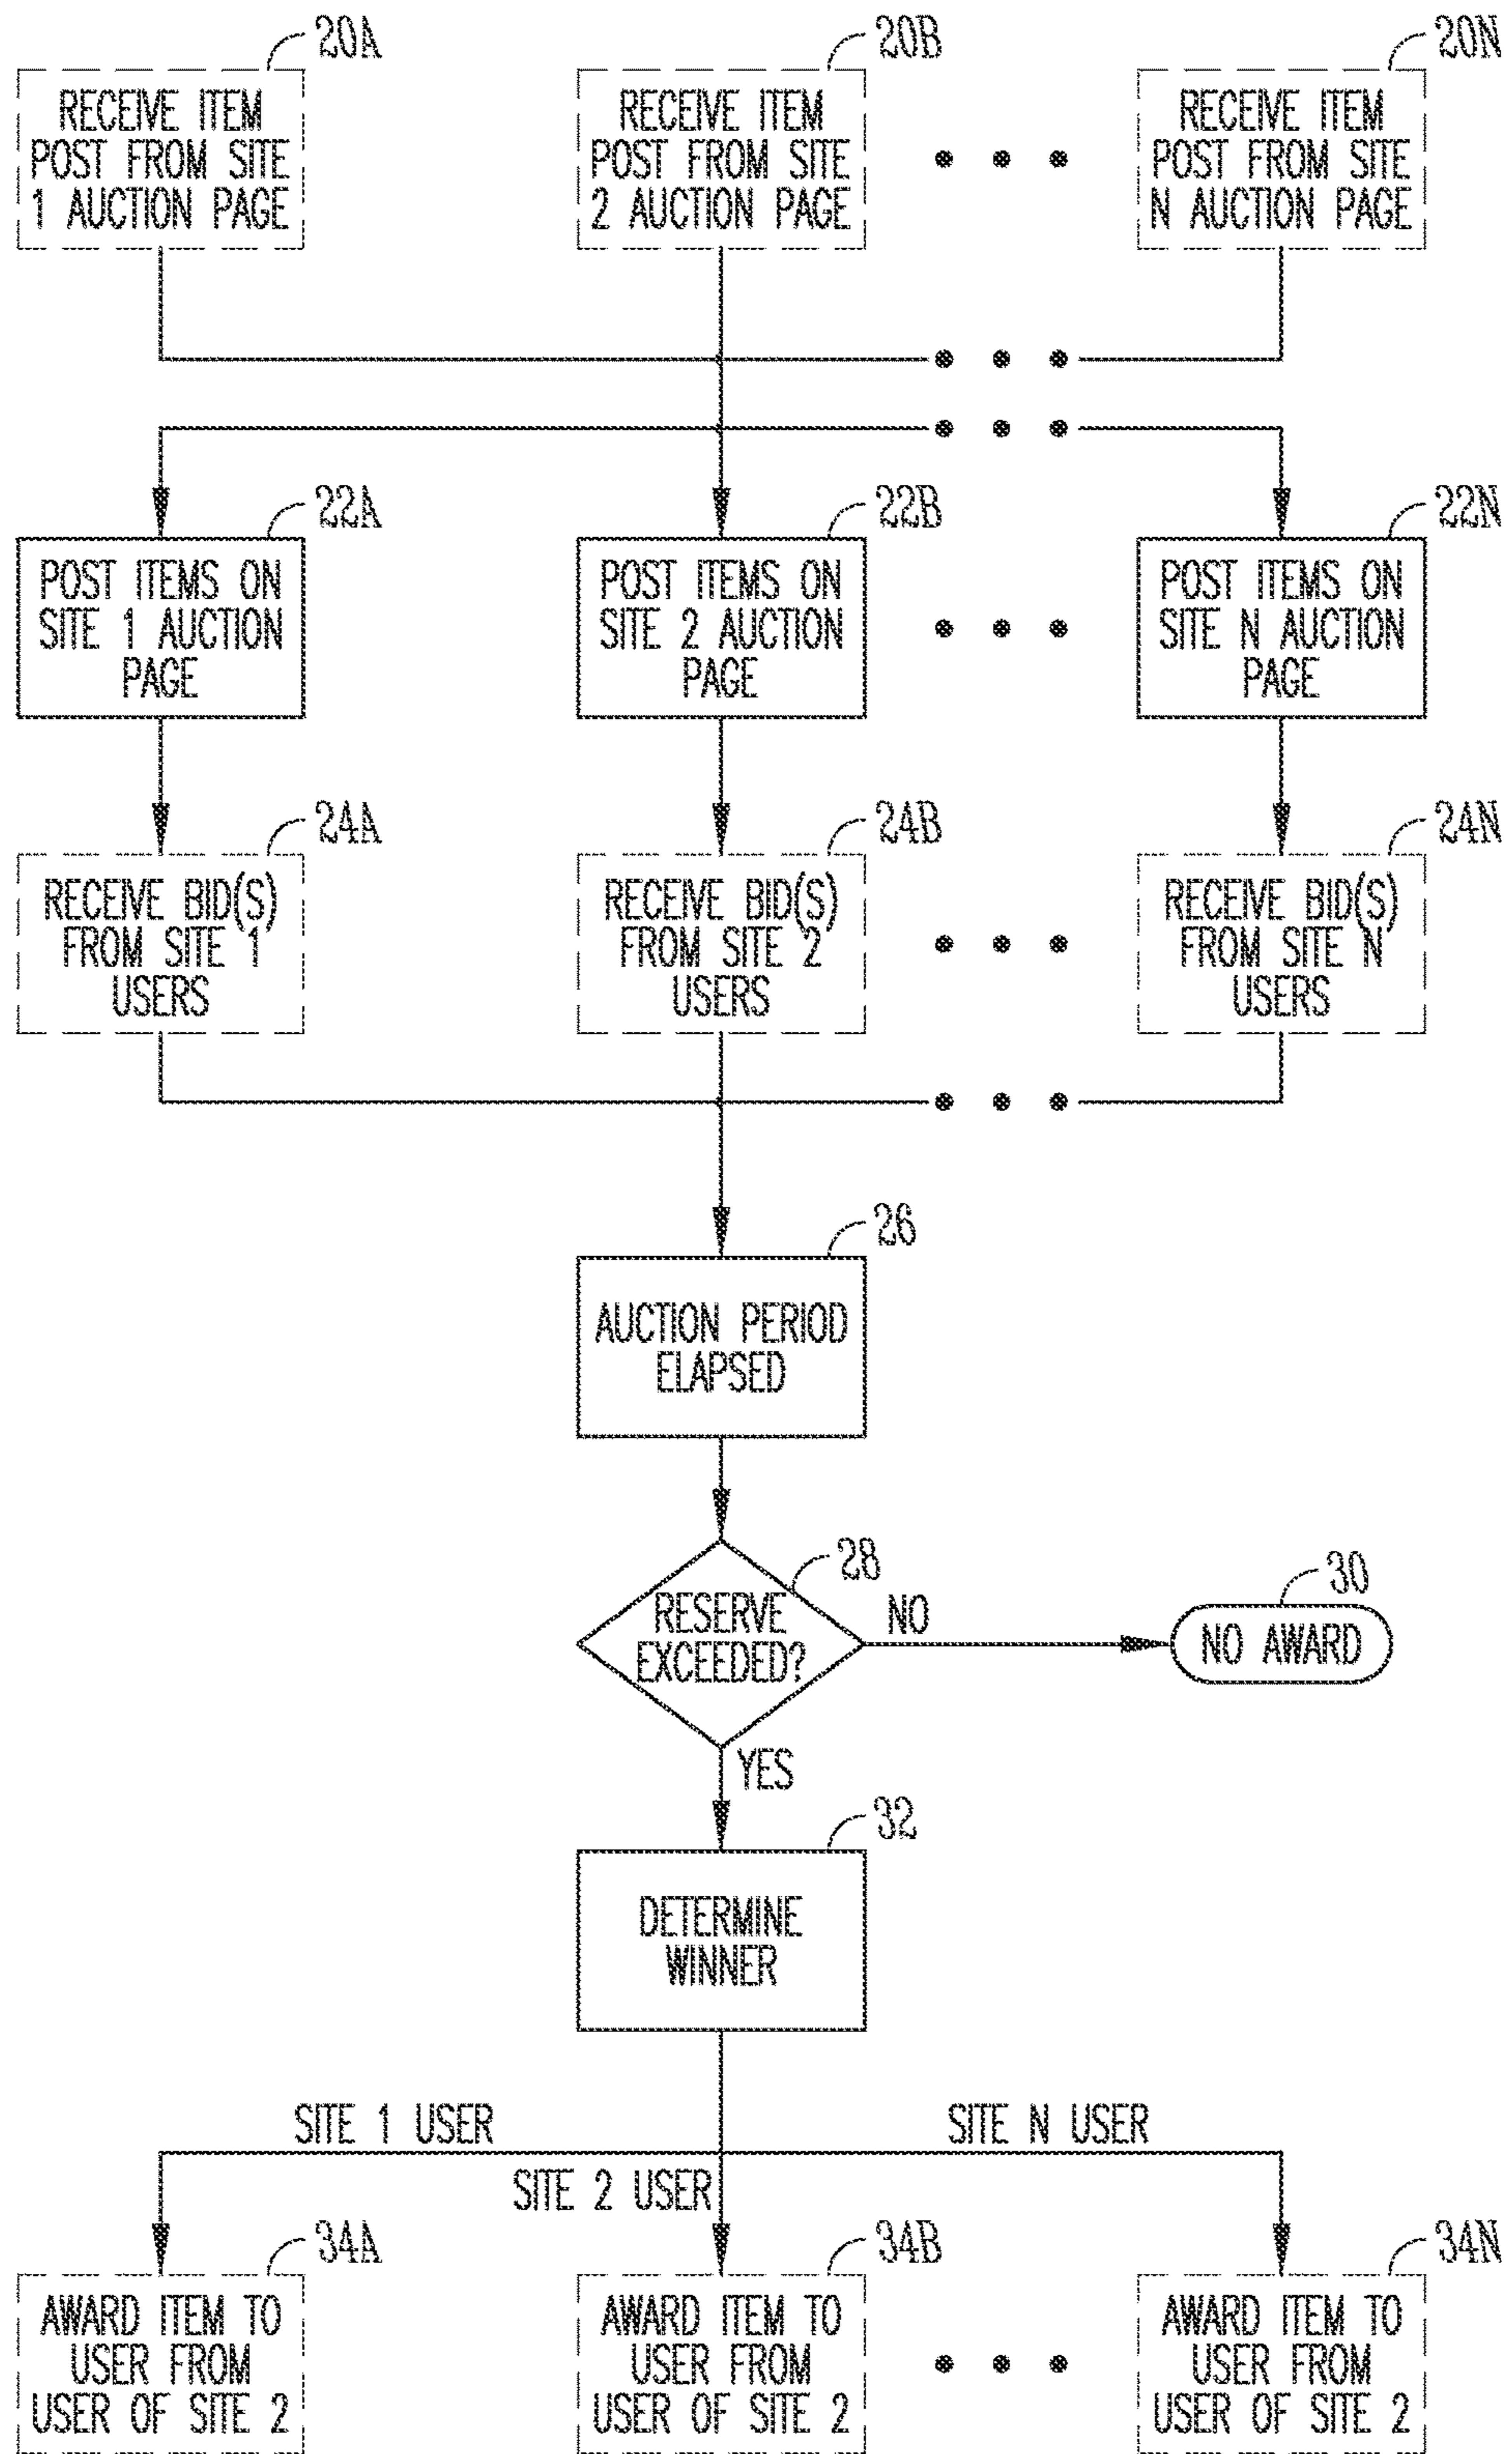 20A
RECEIVE ITEM
POST FROM SITE
1 AUCTION PAGE
20B
RECEIVE ITEM
POST FROM SITE
2 AUCTION PAGE
20N
RECEIVE ITEM
POST FROM SITE
N AUCTION PAGE
22A
POST ITEMS ON
SITE 1 AUCTION
PAGE
22B
POST ITEMS ON
SITE 2 AUCTION
PAGE
22N
POST ITEMS ON
SITE N AUCTION
PAGE
24A
RECEIVE BID(S)
FROM SITE 1
USERS
24B
RECEIVE BID(S)
FROM SITE 2
USERS
24N
RECEIVE BID(S)
FROM SITE N
USERS
26
AUCTION PERIOD
ELAPSED
28
RESERVE
EXCEEDED?
NO
30
NO AWARD
YES
32
DETERMINE
WINNER
SITE 1 USER
SITE 2 USER
SITE N USER
34A
AWARD ITEM TO
USER FROM
USER OF SITE 2
34B
AWARD ITEM TO
USER FROM
USER OF SITE 2
34N
AWARD ITEM TO
USER FROM
USER OF SITE 2